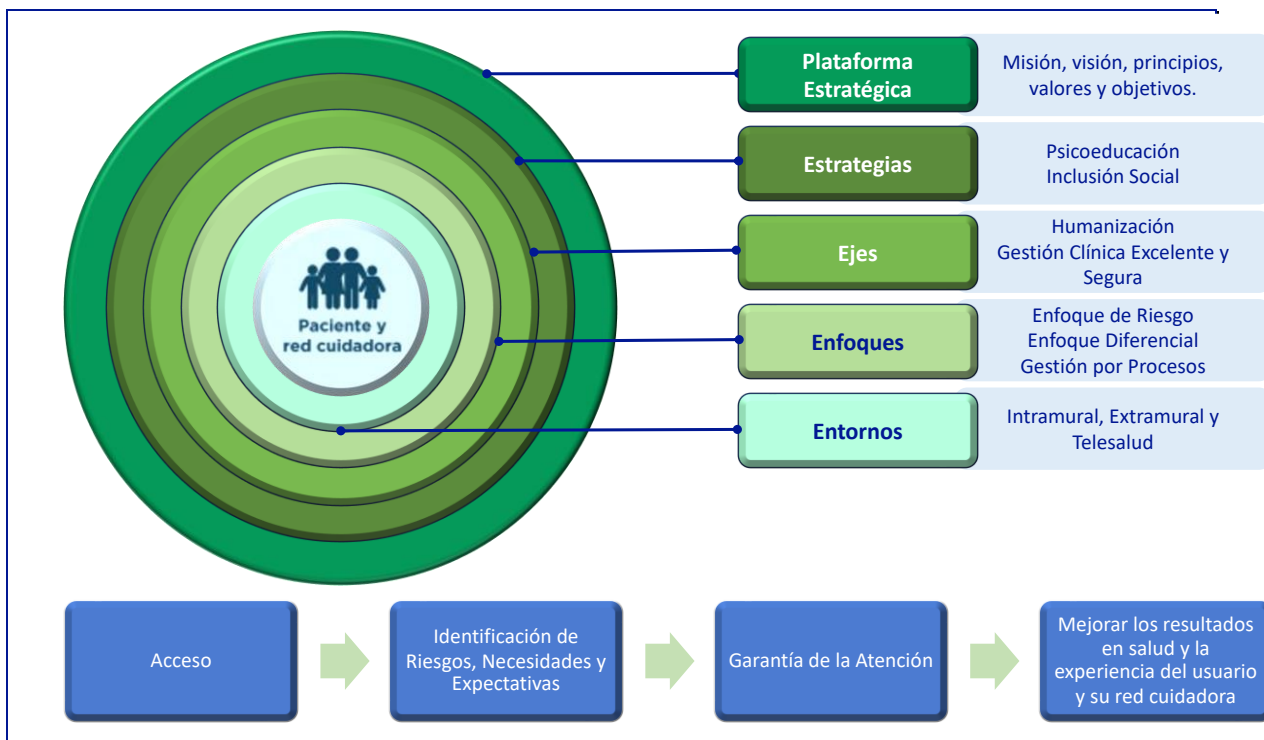 Plataforma
Estratégica
Misión, visión, principios,
valores y objetivos.
Estrategias
Psicoeducación
Inclusión Social
Ejes
Humanización
Gestión Clínica Excelente y
Segura
Enfoques
Enfoque de Riesgo
Enfoque Diferencial
Gestión por Procesos
Entornos
Intramural, Extramural y
Telesalud
Paciente y
red cuidadora
Acceso
Identificación de
Riesgos, Necesidades y
Expectativas
Garantía de la Atención
Mejorar los resultados
en salud y la
experiencia del usuario
y su red cuidadora